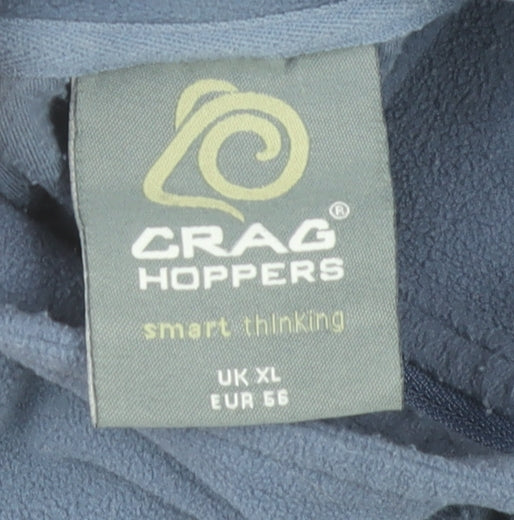 CRAG®
HOPPERS
smart thinking
UK XL
EUR 56